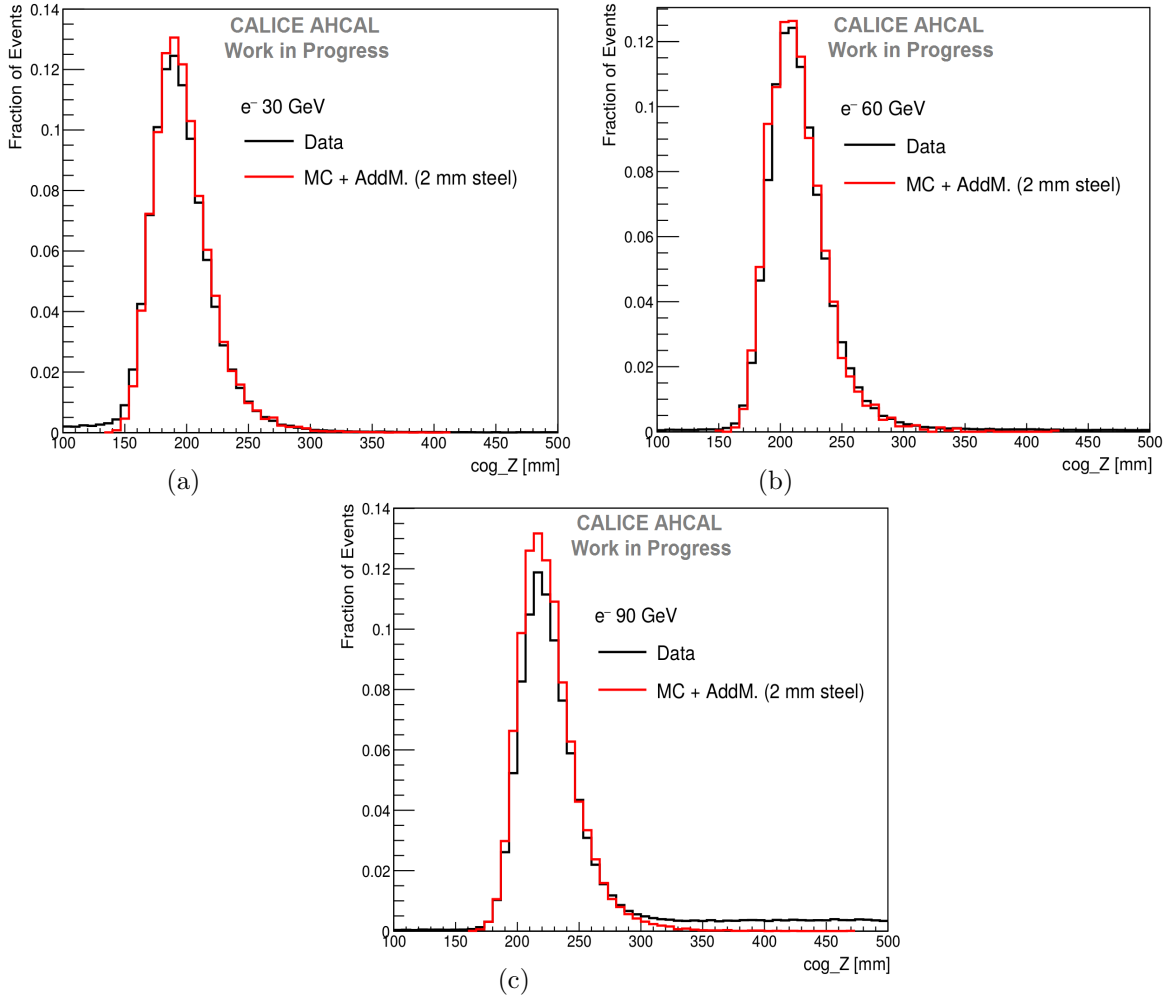 CALICE AHCAL
Work in Progress
e⁻ 30 GeV
Data
MC + AddM. (2 mm steel)
Fraction of Events
0.14
0.12
0.1
0.08
0.06
0.04
0.02
0
100 150 200 250 300 350 400 450 500
cog_Z [mm]
(a)
CALICE AHCAL
Work in Progress
e⁻ 60 GeV
Data
MC + AddM. (2 mm steel)
Fraction of Events
0.12
0.1
0.08
0.06
0.04
0.02
0
100 150 200 250 300 350 400 450 500
cog_Z [mm]
(b)
CALICE AHCAL
Work in Progress
e⁻ 90 GeV
Data
MC + AddM. (2 mm steel)
Fraction of Events
0.14
0.12
0.1
0.08
0.06
0.04
0.02
0
100 150 200 250 300 350 400 450 500
cog_Z [mm]
(c)